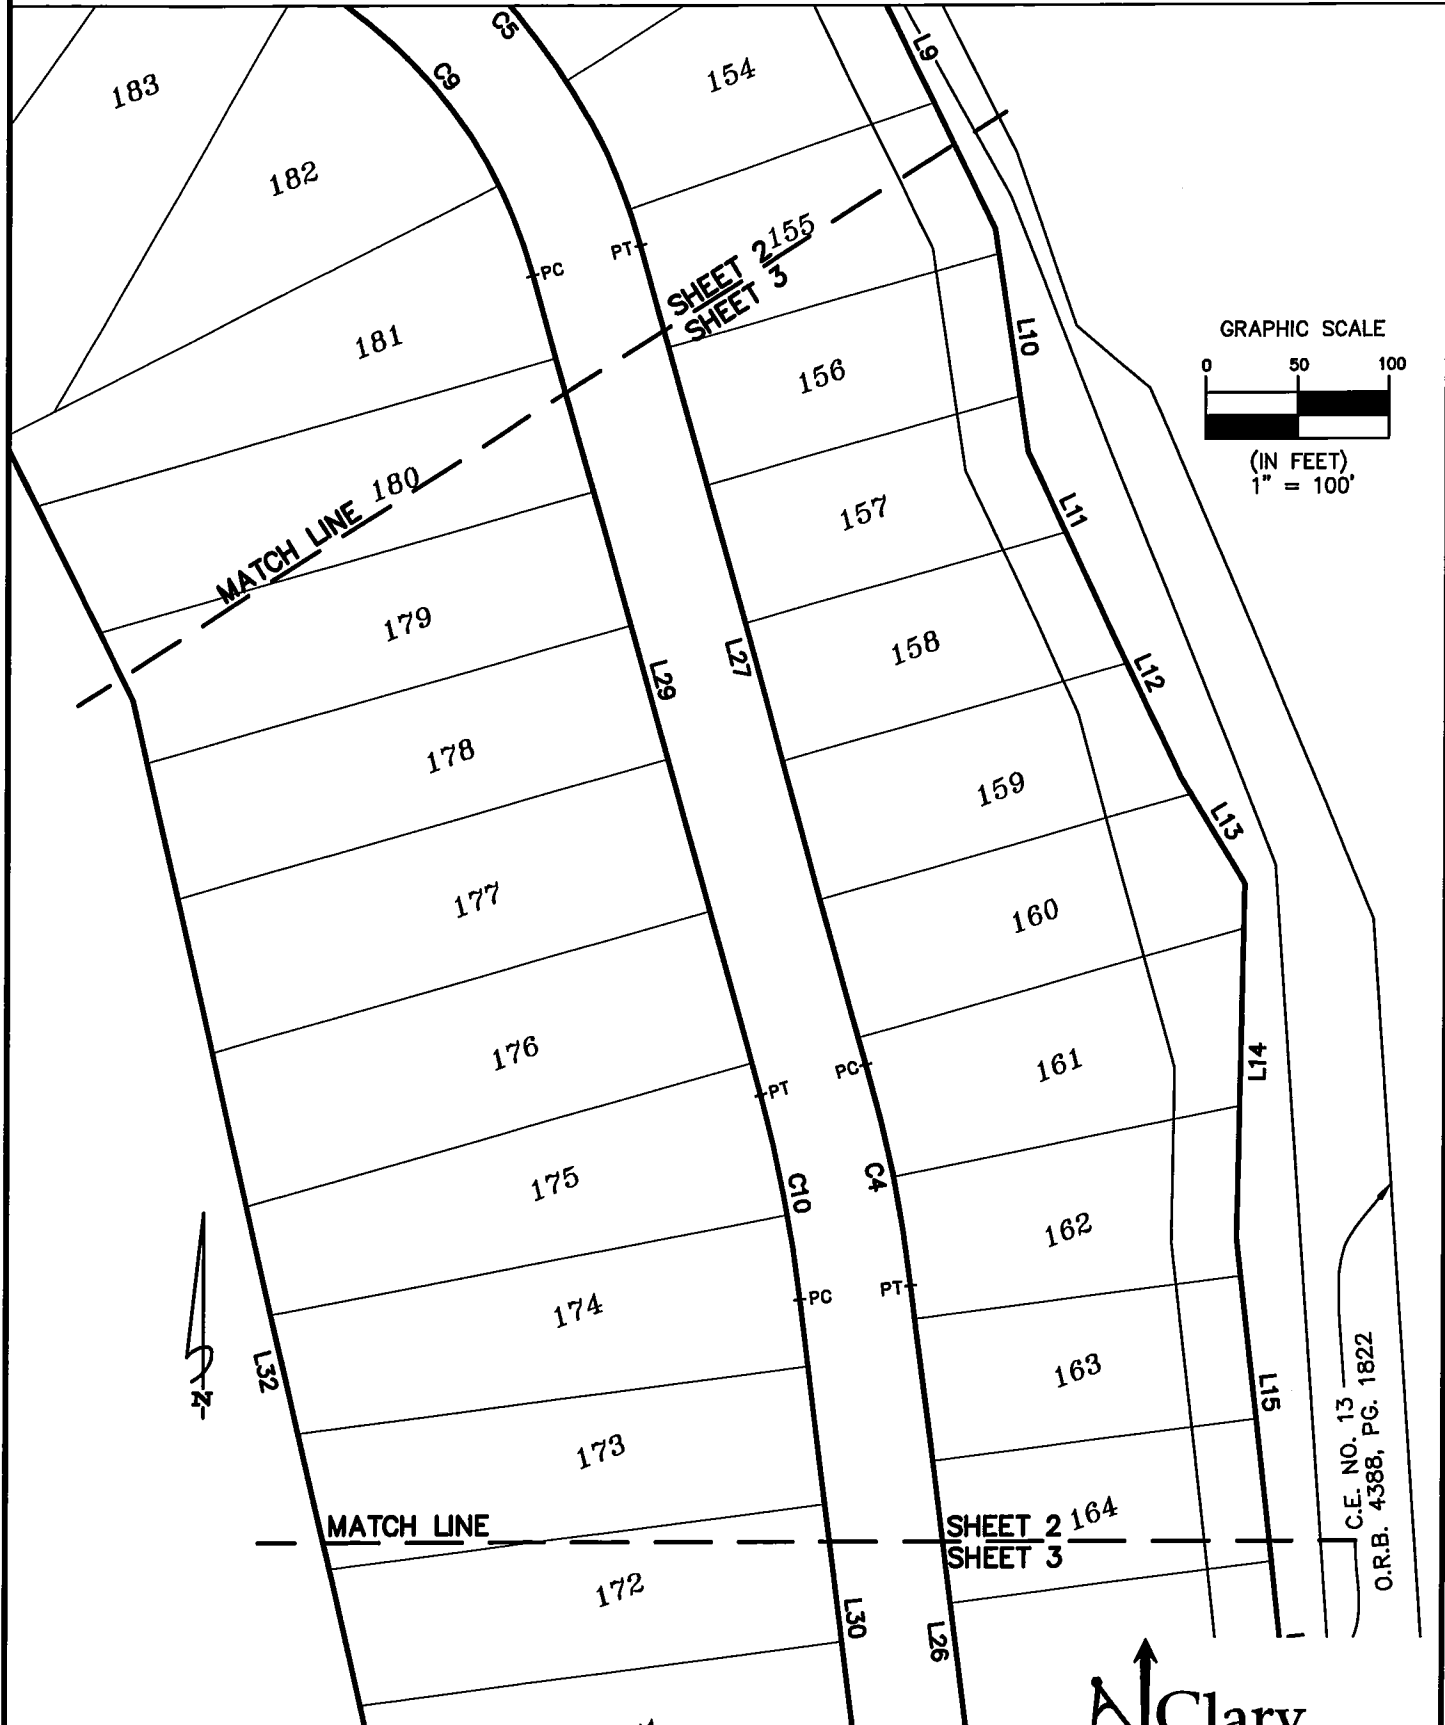 C5
C9
L9
183
154
182
155
PT
SHEET 2
SHEET 3
PC
181
L10
GRAPHIC SCALE
0 50 100
(IN FEET)
1" = 100'
156
180
MATCH LINE
157
L11
179
158
L29
L27
L12
178
159
L13
177
160
176
161
L14
PC
PT
175
C10
C4
162
174
PC
PT
L32
N
163
L15
173
C.E. NO. 13
O.R.B. 4388, PG. 1822
MATCH LINE
SHEET 2
SHEET 3
164
172
L30
L26
Clary